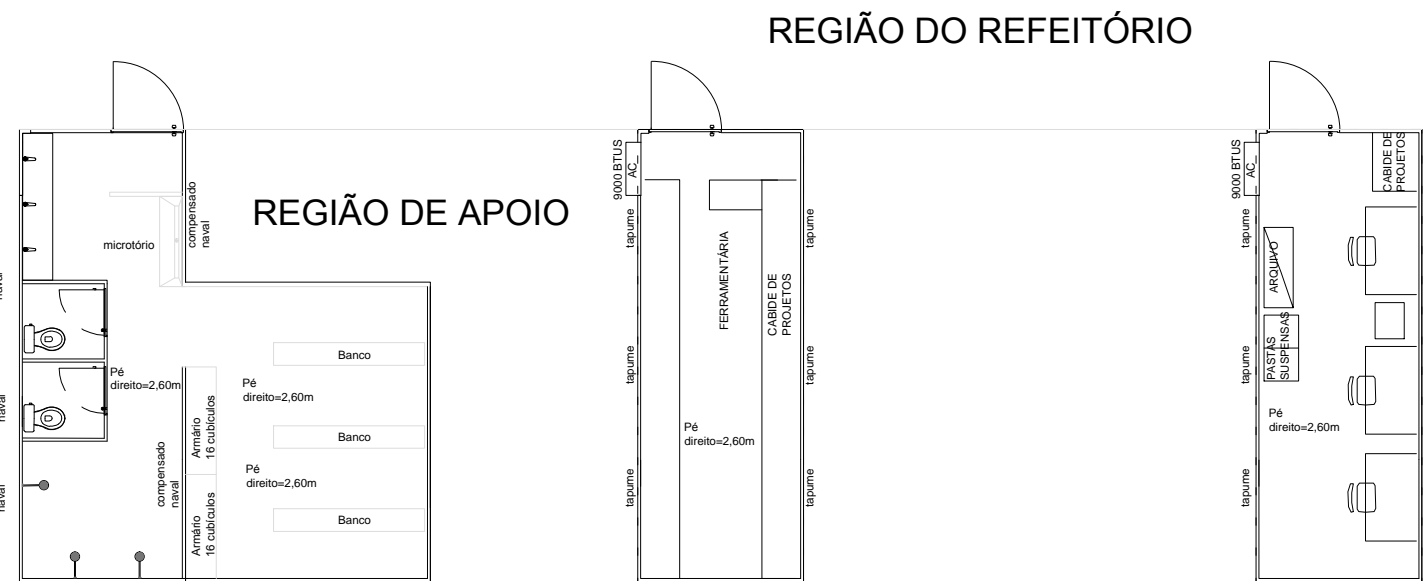 REGIÃO DO REFEITÓRIO
REGIÃO DE APOIO
microtório
compensado
naval
naval
naval
naval
Pé
direito=2,60m
compensado
naval
Armário
16 cubículos
Armário
16 cubículos
Pé
direito=2,60m
Pé
direito=2,60m
Banco
Banco
Banco
9000 BTUS
AC
tapume
tapume
tapume
FERRAMENTÁRIA
CABIDE DE
PROJETOS
Pé
direito=2,60m
tapume
tapume
tapume
9000 BTUS
AC
tapume
tapume
tapume
ARQUIVO
PASTAS
SUSPENSAS
CABIDE DE
PROJETOS
Pé
direito=2,60m